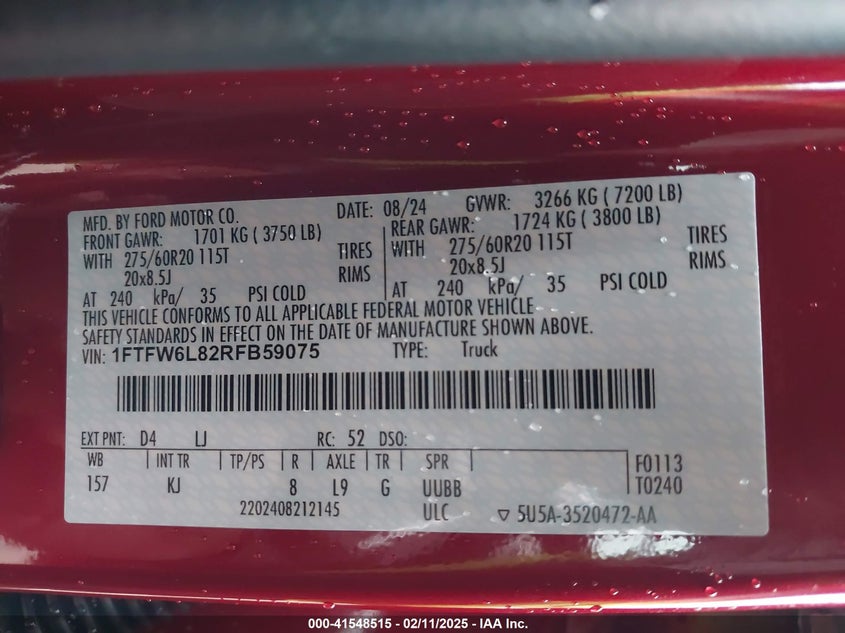 MFD. BY FORD MOTOR CO. DATE: 08/24 GVWR: 3266 KG ( 7200 LB)
FRONT GAWR: 1701 KG ( 3750 LB) REAR GAWR: 1724 KG ( 3800 LB)
WITH 275/60R20 115T TIRES WITH 275/60R20 115T TIRES
20x8.5J RIMS 20x8.5J RIMS
AT 240 kPa/ 35 PSI COLD AT 240 kPa/ 35 PSI COLD
THIS VEHICLE CONFORMS TO ALL APPLICABLE FEDERAL MOTOR VEHICLE
SAFETY STANDARDS IN EFFECT ON THE DATE OF MANUFACTURE SHOWN ABOVE.
VIN: 1FTFW6L82RFB59075 TYPE: Truck
EXT PNT: D4 LJ RC: 52 DSO:
WB INT TR TP/PS R AXLE TR SPR F0113
157 KJ 8 L9 G UUBB T0240
2202408212145 ULC ▽ 5U5A-3520472-AA
000-41548515 — 02/11/2025 — IAA Inc.